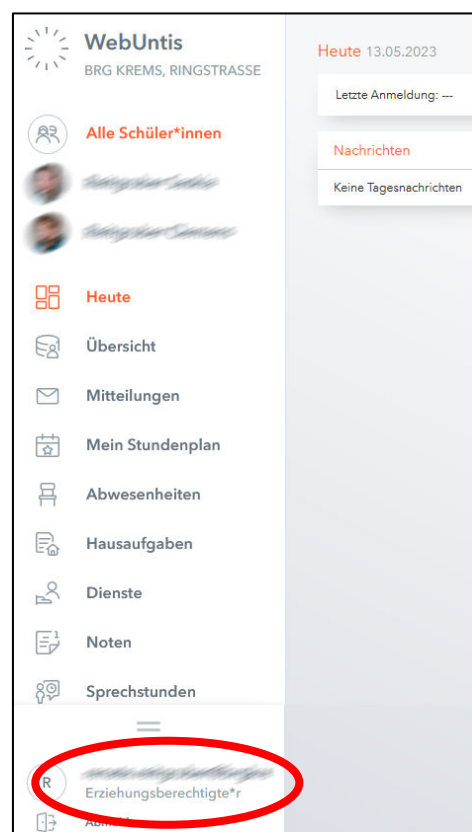 WebUntis
BRG KREMS, RINGSTRASSE
Alle Schüler*innen
Heute
Übersicht
Mitteilungen
Mein Stundenplan
Abwesenheiten
Hausaufgaben
Dienste
Noten
Sprechstunden
R
Erziehungsberechtigte*r
Heute 13.05.2023
Letzte Anmeldung: ---
Nachrichten
Keine Tagesnachrichten